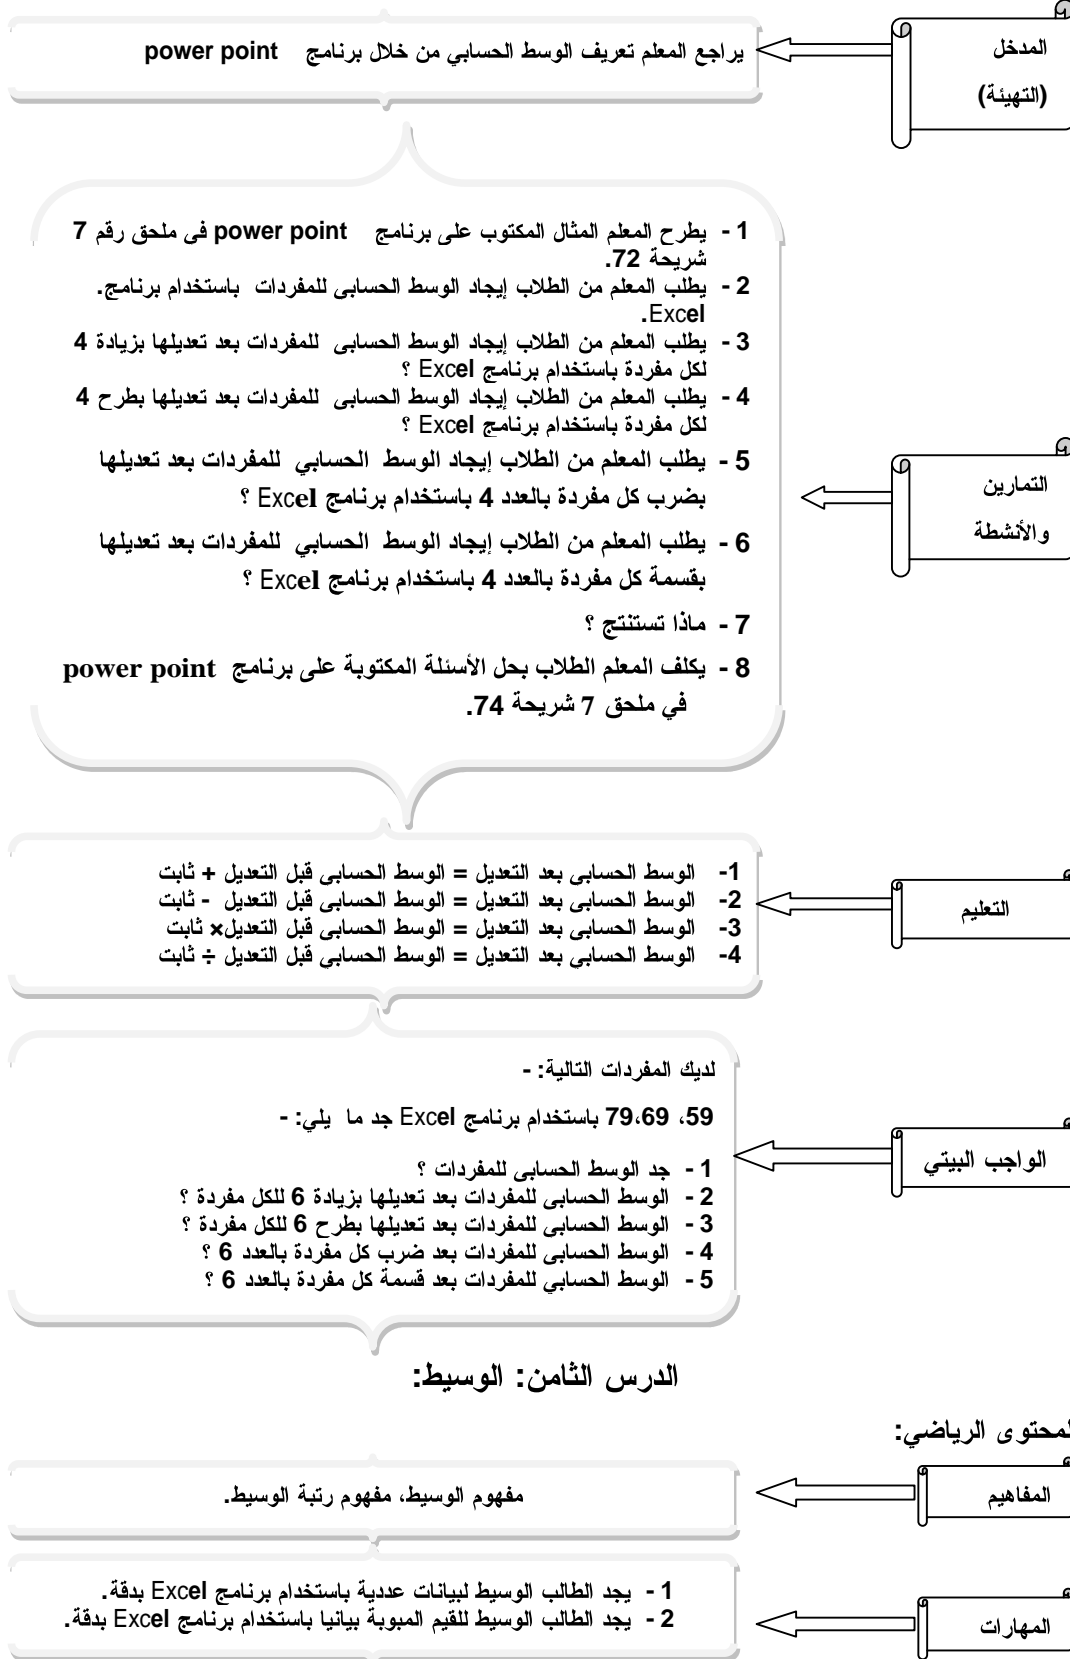 المدخل
(التهيئة)
يراجع المعلم تعريف الوسط الحسابي من خلال برنامج power point
1 - يطرح المعلم المثال المكتوب على برنامج power point فى ملحق رقم 7
شريحة 72.
2 - يطلب المعلم من الطلاب إيجاد الوسط الحسابى للمفردات باستخدام برنامج.
Excel.
3 - يطلب المعلم من الطلاب إيجاد الوسط الحسابى للمفردات بعد تعديلها بزيادة 4
لكل مفردة باستخدام برنامج Excel ؟
4 - يطلب المعلم من الطلاب إيجاد الوسط الحسابى للمفردات بعد تعديلها بطرح 4
لكل مفردة باستخدام برنامج Excel ؟
التمارين
والأنشطة
5 - يطلب المعلم من الطلاب إيجاد الوسط الحسابي للمفردات بعد تعديلها
بضرب كل مفردة بالعدد 4 باستخدام برنامج Excel ؟
6 - يطلب المعلم من الطلاب إيجاد الوسط الحسابي للمفردات بعد تعديلها
بقسمة كل مفردة بالعدد 4 باستخدام برنامج Excel ؟
7 - ماذا تستنتج ؟
8 - يكلف المعلم الطلاب بحل الأسئلة المكتوبة على برنامج power point
في ملحق 7 شريحة 74.
التعليم
1- الوسط الحسابى بعد التعديل = الوسط الحسابى قبل التعديل + ثابت
2- الوسط الحسابى بعد التعديل = الوسط الحسابى قبل التعديل - ثابت
3- الوسط الحسابى بعد التعديل = الوسط الحسابى قبل التعديل× ثابت
4- الوسط الحسابي بعد التعديل = الوسط الحسابي قبل التعديل ÷ ثابت
الواجب البيتي
لديك المفردات التالية: -
59، 69،79 باستخدام برنامج Excel جد ما يلي: -
1 - جد الوسط الحسابى للمفردات ؟
2 - الوسط الحسابى للمفردات بعد تعديلها بزيادة 6 للكل مفردة ؟
3 - الوسط الحسابى للمفردات بعد تعديلها بطرح 6 للكل مفردة ؟
4 - الوسط الحسابى للمفردات بعد ضرب كل مفردة بالعدد 6 ؟
5 - الوسط الحسابي للمفردات بعد قسمة كل مفردة بالعدد 6 ؟
الدرس الثامن: الوسيط:
لمحتوى الرياضي:
المفاهيم
مفهوم الوسيط، مفهوم رتبة الوسيط.
المهارات
1 - يجد الطالب الوسيط لبيانات عددية باستخدام برنامج Excel بدقة.
2 - يجد الطالب الوسيط للقيم المبوبة بيانيا باستخدام برنامج Excel بدقة.